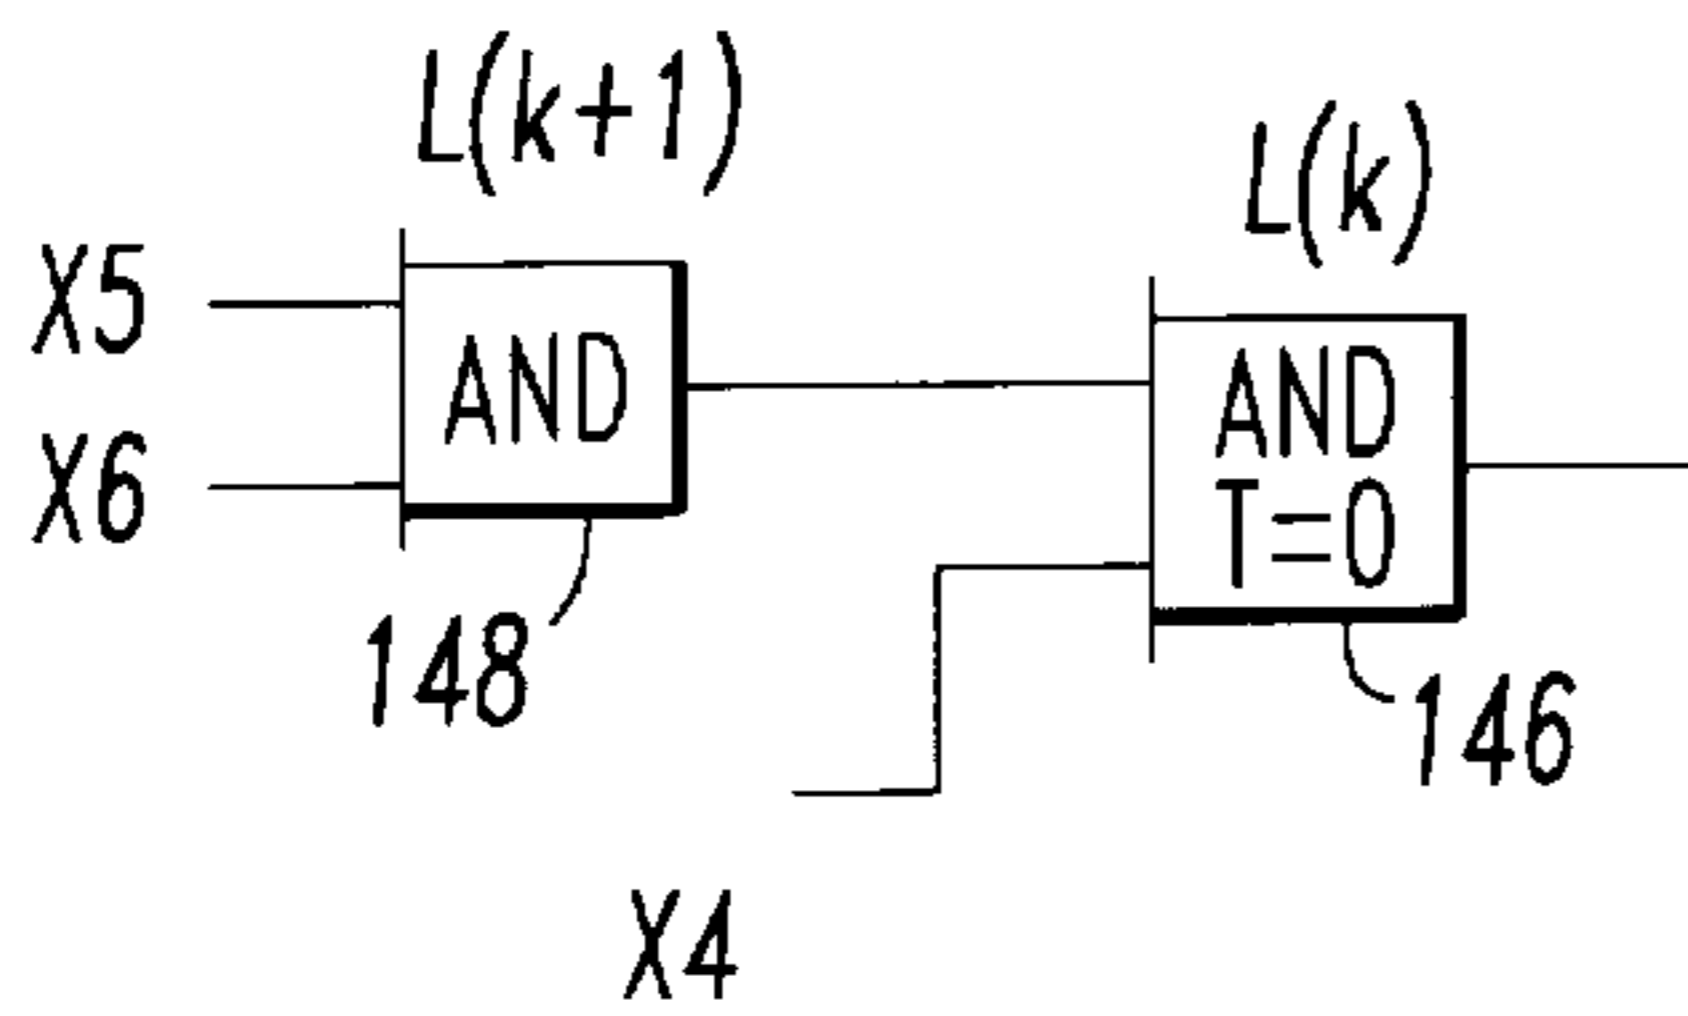 L(k+1)
L(k)
X5
X6
AND
AND
T=0
148
146
X4